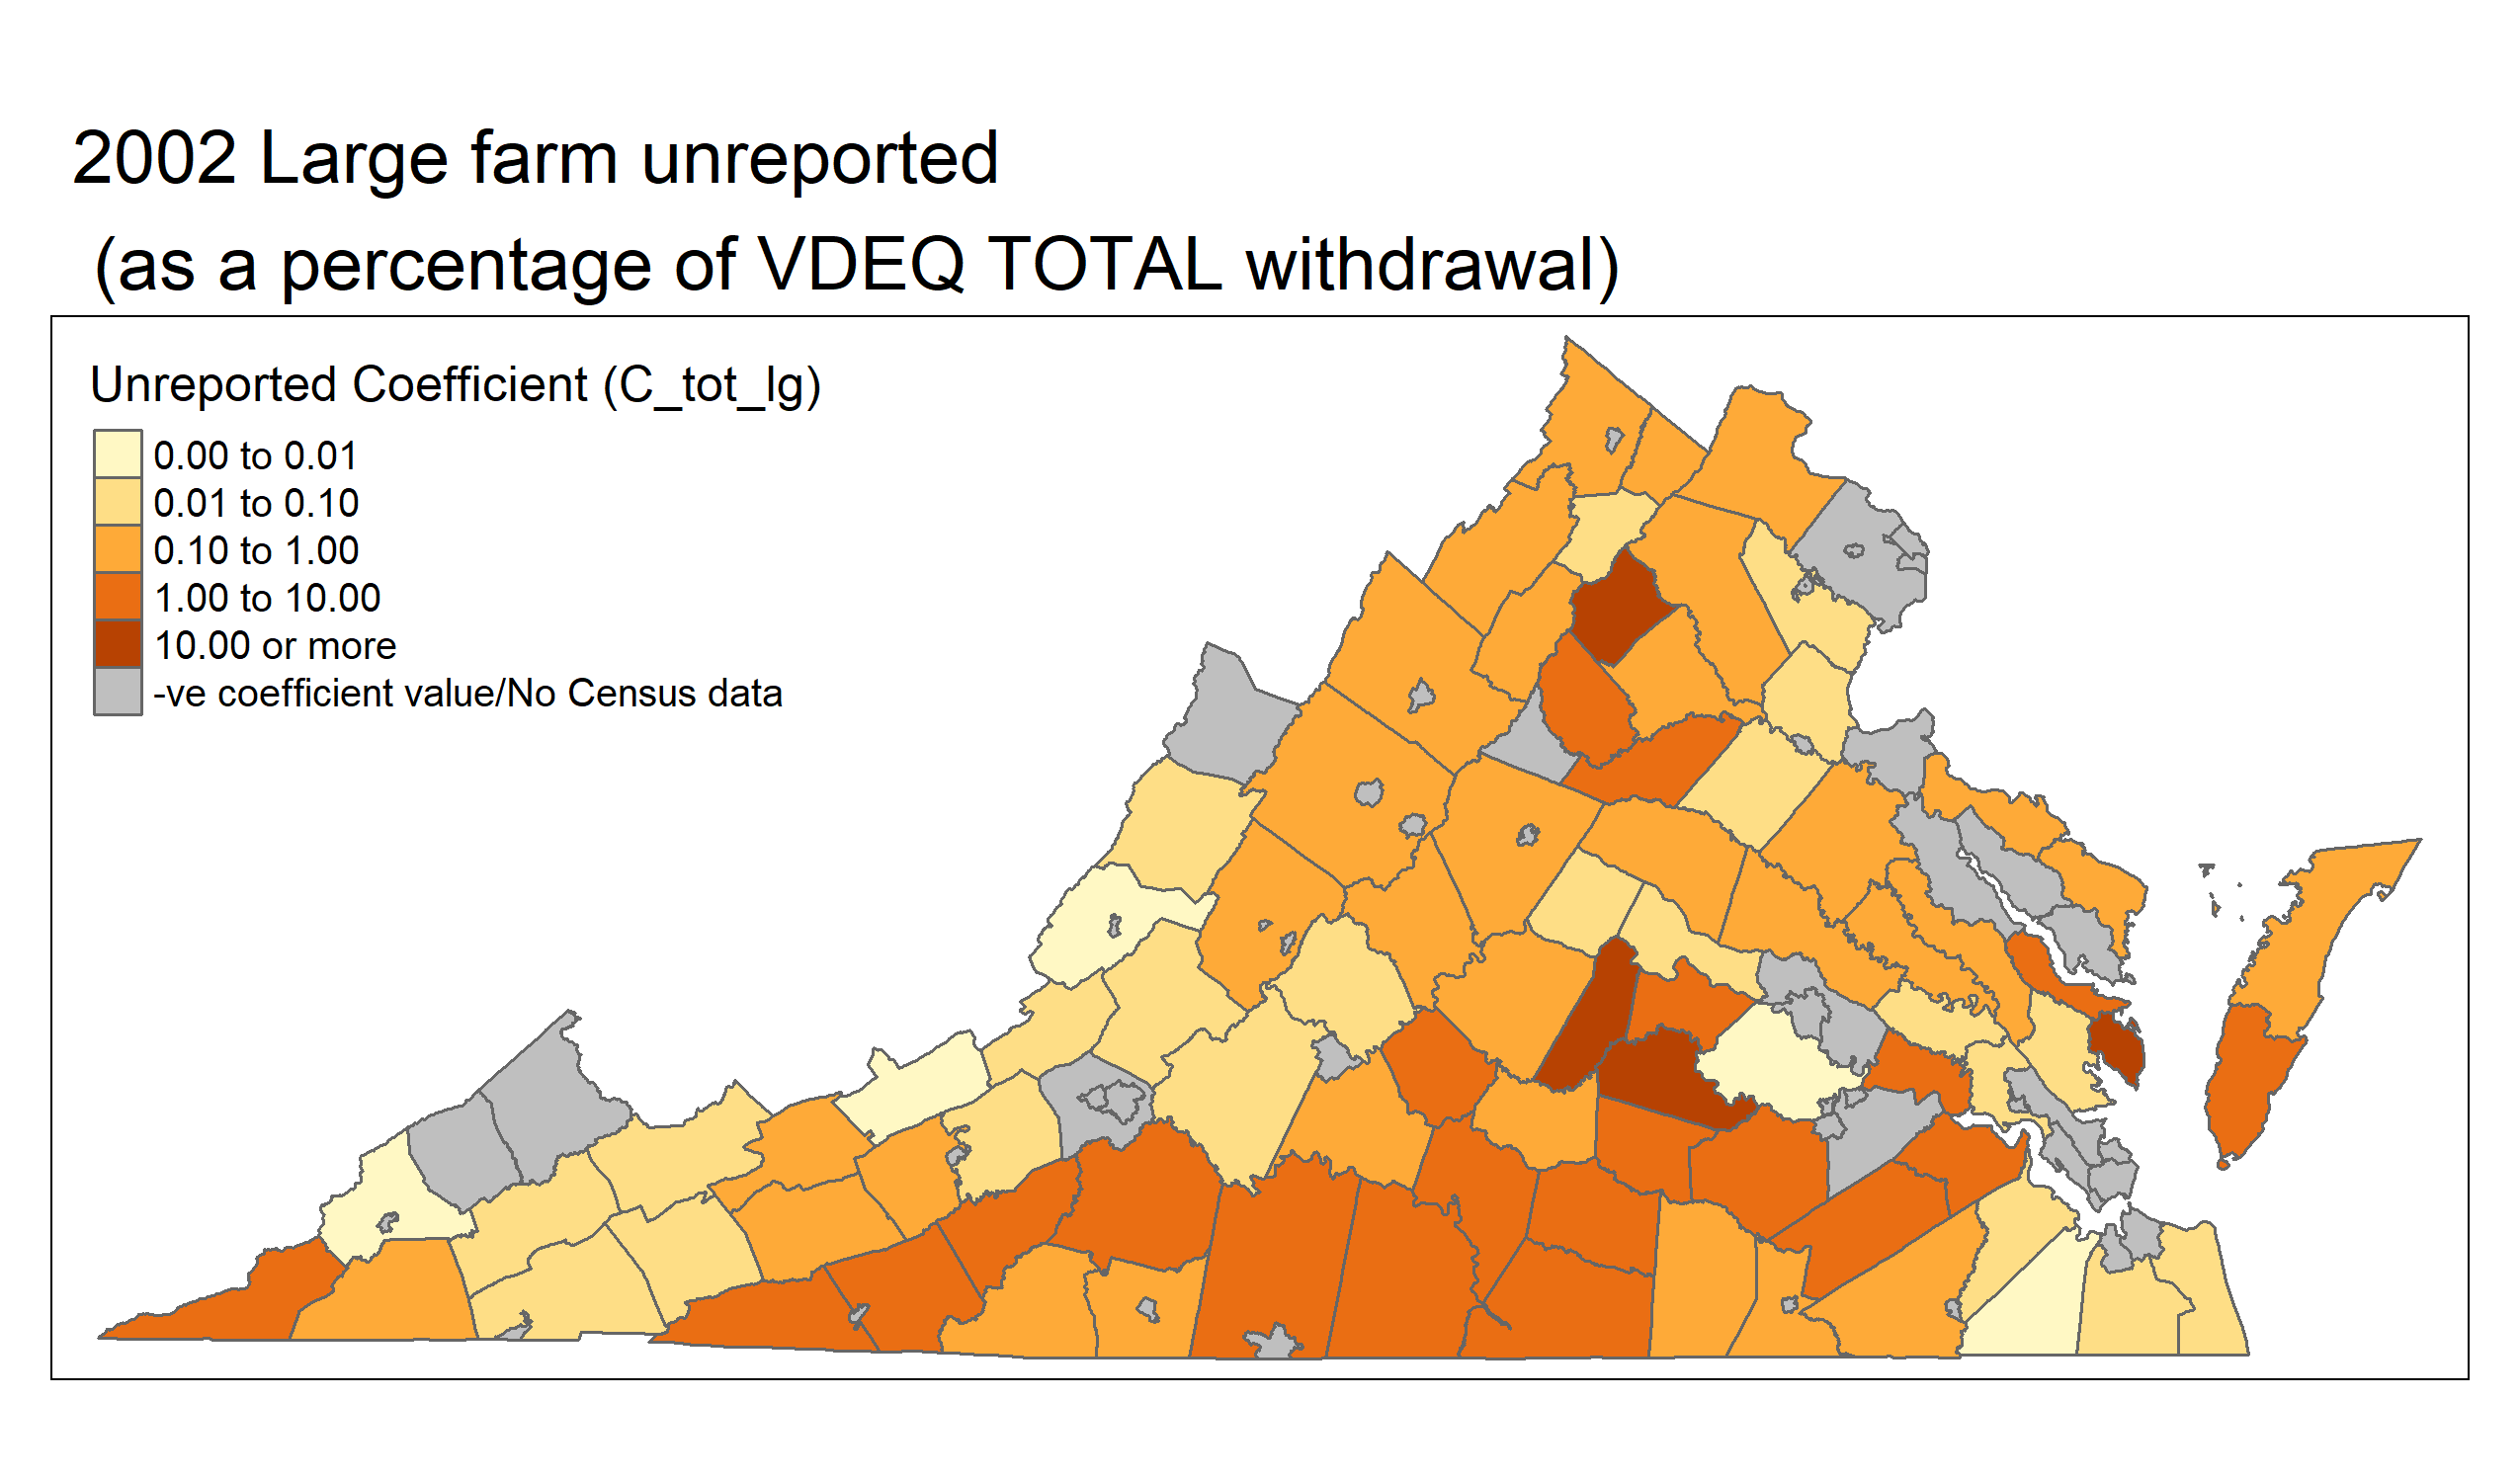 2002 Large farm unreported
(as a percentage of VDEQ TOTAL withdrawal)
Unreported Coefficient (C_tot_lg)
0.00 to 0.01
0.01 to 0.10
0.10 to 1.00
1.00 to 10.00
10.00 or more
-ve coefficient value/No Census data